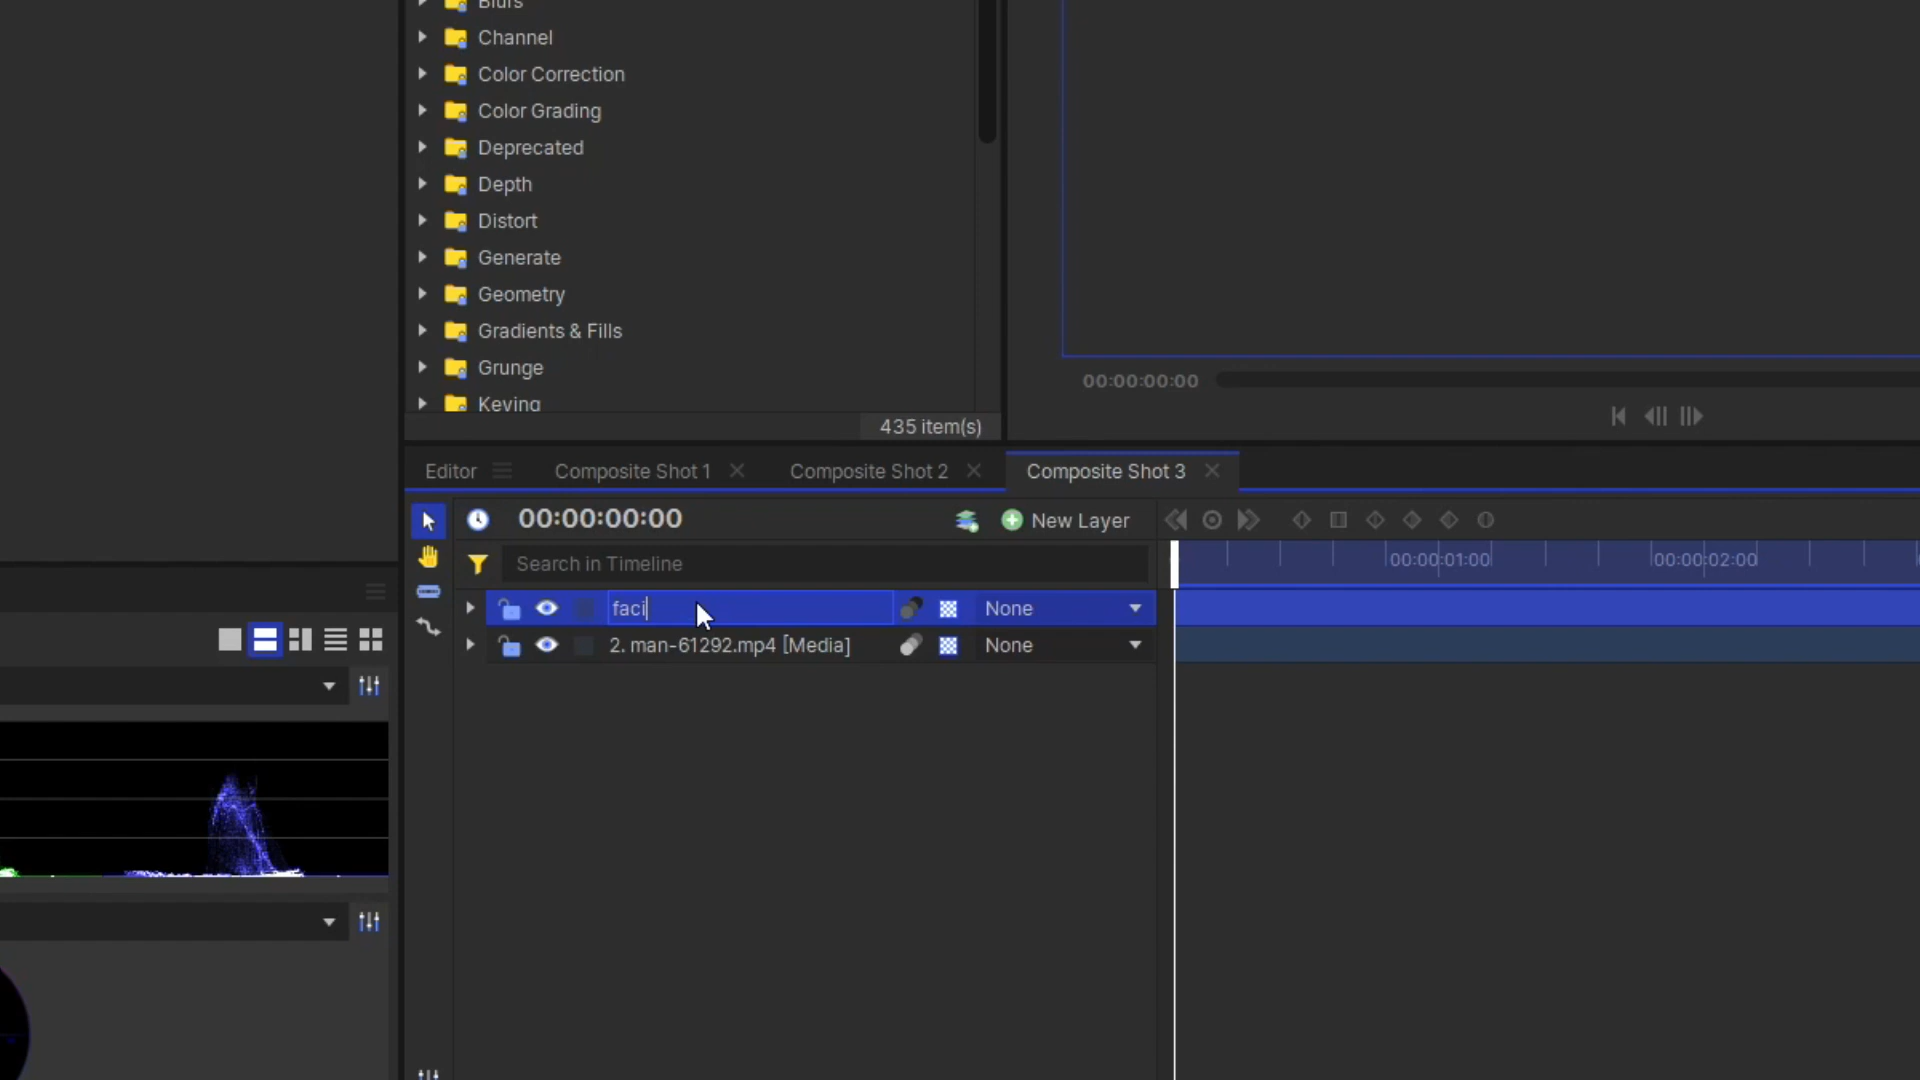 Blurs
Channel
Color Correction
Color Grading
Deprecated
Depth
Distort
Generate
Geometry
Gradients & Fills
Grunge
Keying
435 item(s)
00:00:00:00
Editor
Composite Shot 1
Composite Shot 2
Composite Shot 3
00:00:00:00
New Layer
Search in Timeline
00:00:01:00
00:00:02:00
faci
None
2. man-61292.mp4 [Media]
None